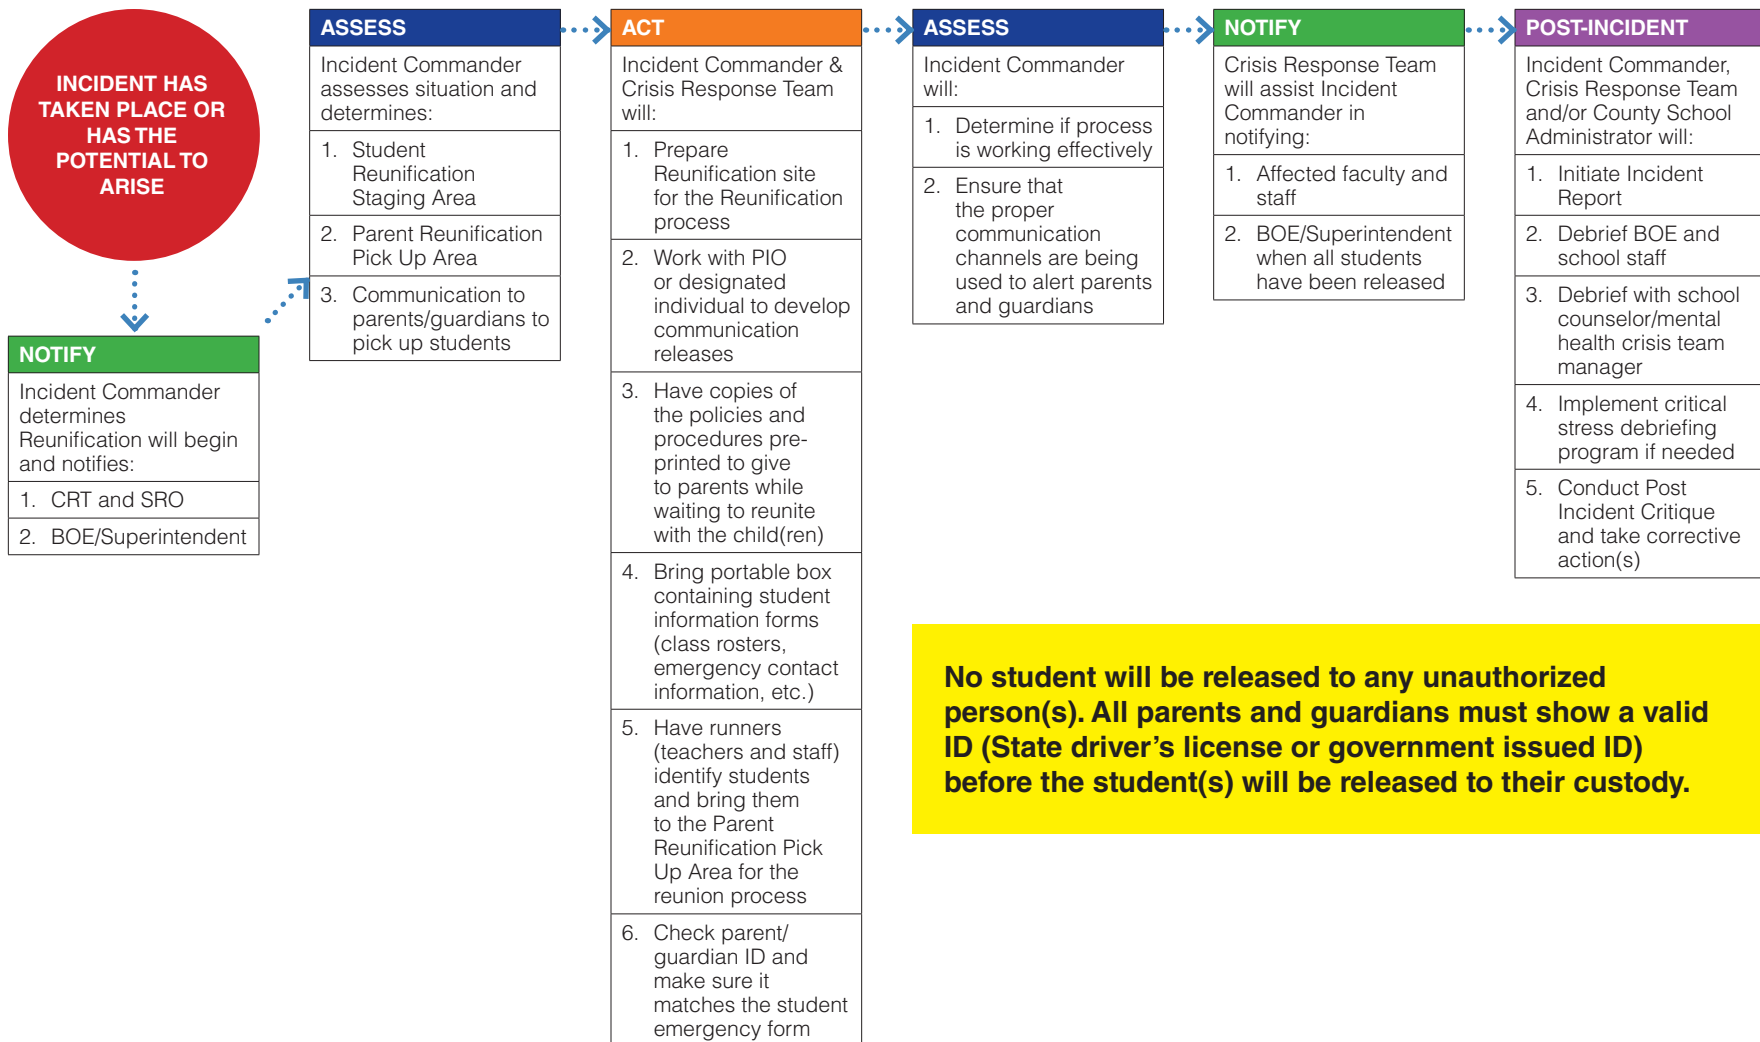 INCIDENT HAS
TAKEN PLACE OR
HAS THE
POTENTIAL TO
ARISE
NOTIFY
Incident Commander
determines
Reunification will begin
and notifies:
1. CRT and SRO
2. BOE/Superintendent
ASSESS
Incident Commander
assesses situation and
determines:
1. Student
Reunification
Staging Area
2. Parent Reunification
Pick Up Area
3. Communication to
parents/guardians to
pick up students
ACT
Incident Commander &
Crisis Response Team
will:
1. Prepare
Reunification site
for the Reunification
process
2. Work with PIO
or designated
individual to develop
communication
releases
3. Have copies of
the policies and
procedures pre-
printed to give
to parents while
waiting to reunite
with the child(ren)
4. Bring portable box
containing student
information forms
(class rosters,
emergency contact
information, etc.)
5. Have runners
(teachers and staff)
identify students
and bring them
to the Parent
Reunification Pick
Up Area for the
reunion process
6. Check parent/
guardian ID and
make sure it
matches the student
emergency form
ASSESS
Incident Commander
will:
1. Determine if process
is working effectively
2. Ensure that
the proper
communication
channels are being
used to alert parents
and guardians
NOTIFY
Crisis Response Team
will assist Incident
Commander in
notifying:
1. Affected faculty and
staff
2. BOE/Superintendent
when all students
have been released
POST-INCIDENT
Incident Commander,
Crisis Response Team
and/or County School
Administrator will:
1. Initiate Incident
Report
2. Debrief BOE and
school staff
3. Debrief with school
counselor/mental
health crisis team
manager
4. Implement critical
stress debriefing
program if needed
5. Conduct Post
Incident Critique
and take corrective
action(s)
No student will be released to any unauthorized
person(s). All parents and guardians must show a valid
ID (State driver's license or government issued ID)
before the student(s) will be released to their custody.